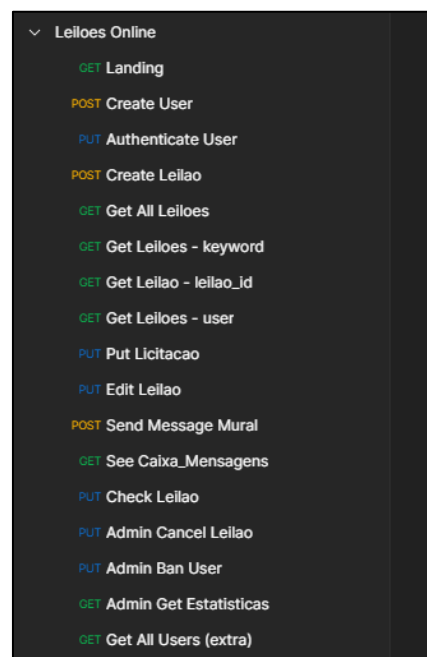 Leiloes Online
GET Landing
POST Create User
PUT Authenticate User
POST Create Leilao
GET Get All Leiloes
GET Get Leiloes - keyword
GET Get Leilao - leilao_id
GET Get Leiloes - user
PUT Put Licitacao
PUT Edit Leilao
POST Send Message Mural
GET See Caixa_Mensagens
PUT Check Leilao
PUT Admin Cancel Leilao
PUT Admin Ban User
GET Admin Get Estatisticas
GET Get All Users (extra)